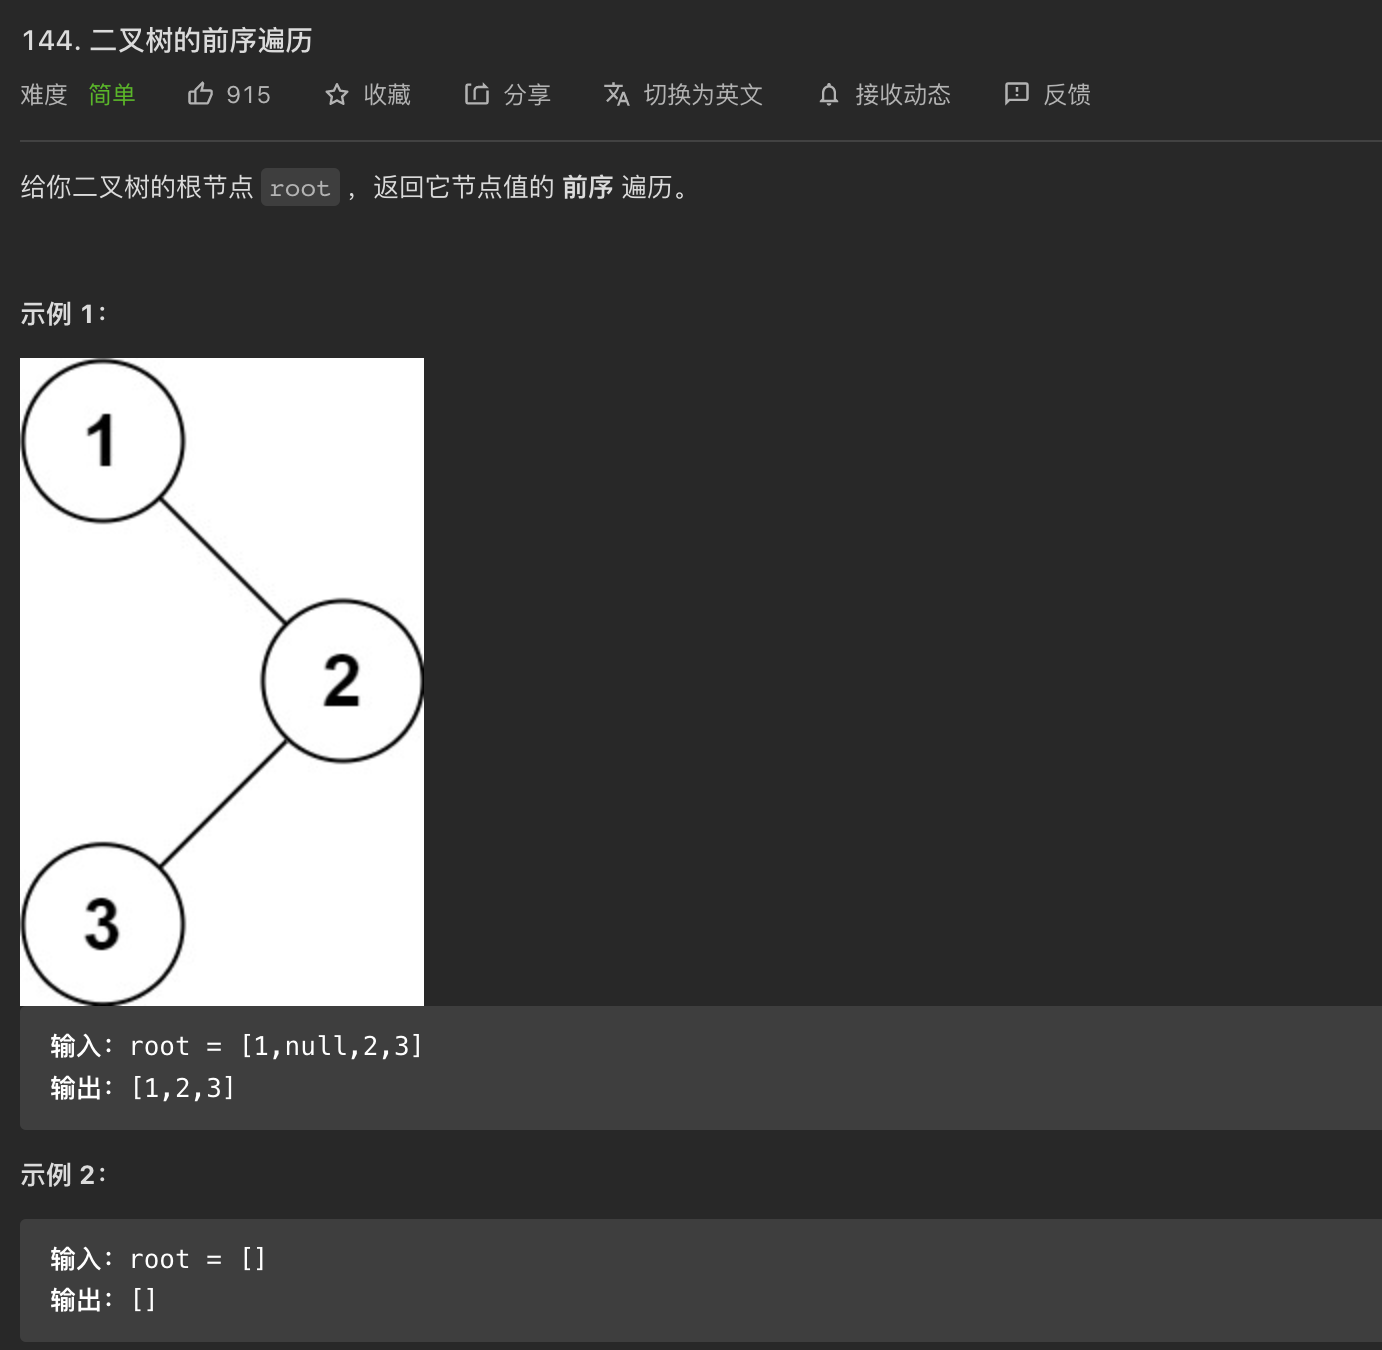 144. 二叉树的前序遍历
难度 简单 915 收藏 分享 切换为英文 接收动态 反馈
给你二叉树的根节点 root ，返回它节点值的 前序 遍历。
示例 1：
1
2
3
输入：root = [1,null,2,3]
输出：[1,2,3]
示例 2：
输入：root = []
输出：[]